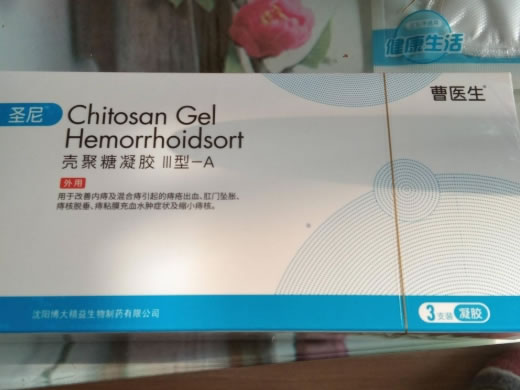 健康生活
圣尼
曹医生
Chitosan Gel
Hemorrhoidsort
壳聚糖凝胶 Ⅲ型-A
外用
用于改善内痔及混合痔引起的痔疮出血、肛门坠胀、
痔核脱垂、痔粘膜充血水肿症状及缩小痔核。
沈阳博大精益生物制药有限公司
3支装 凝胶